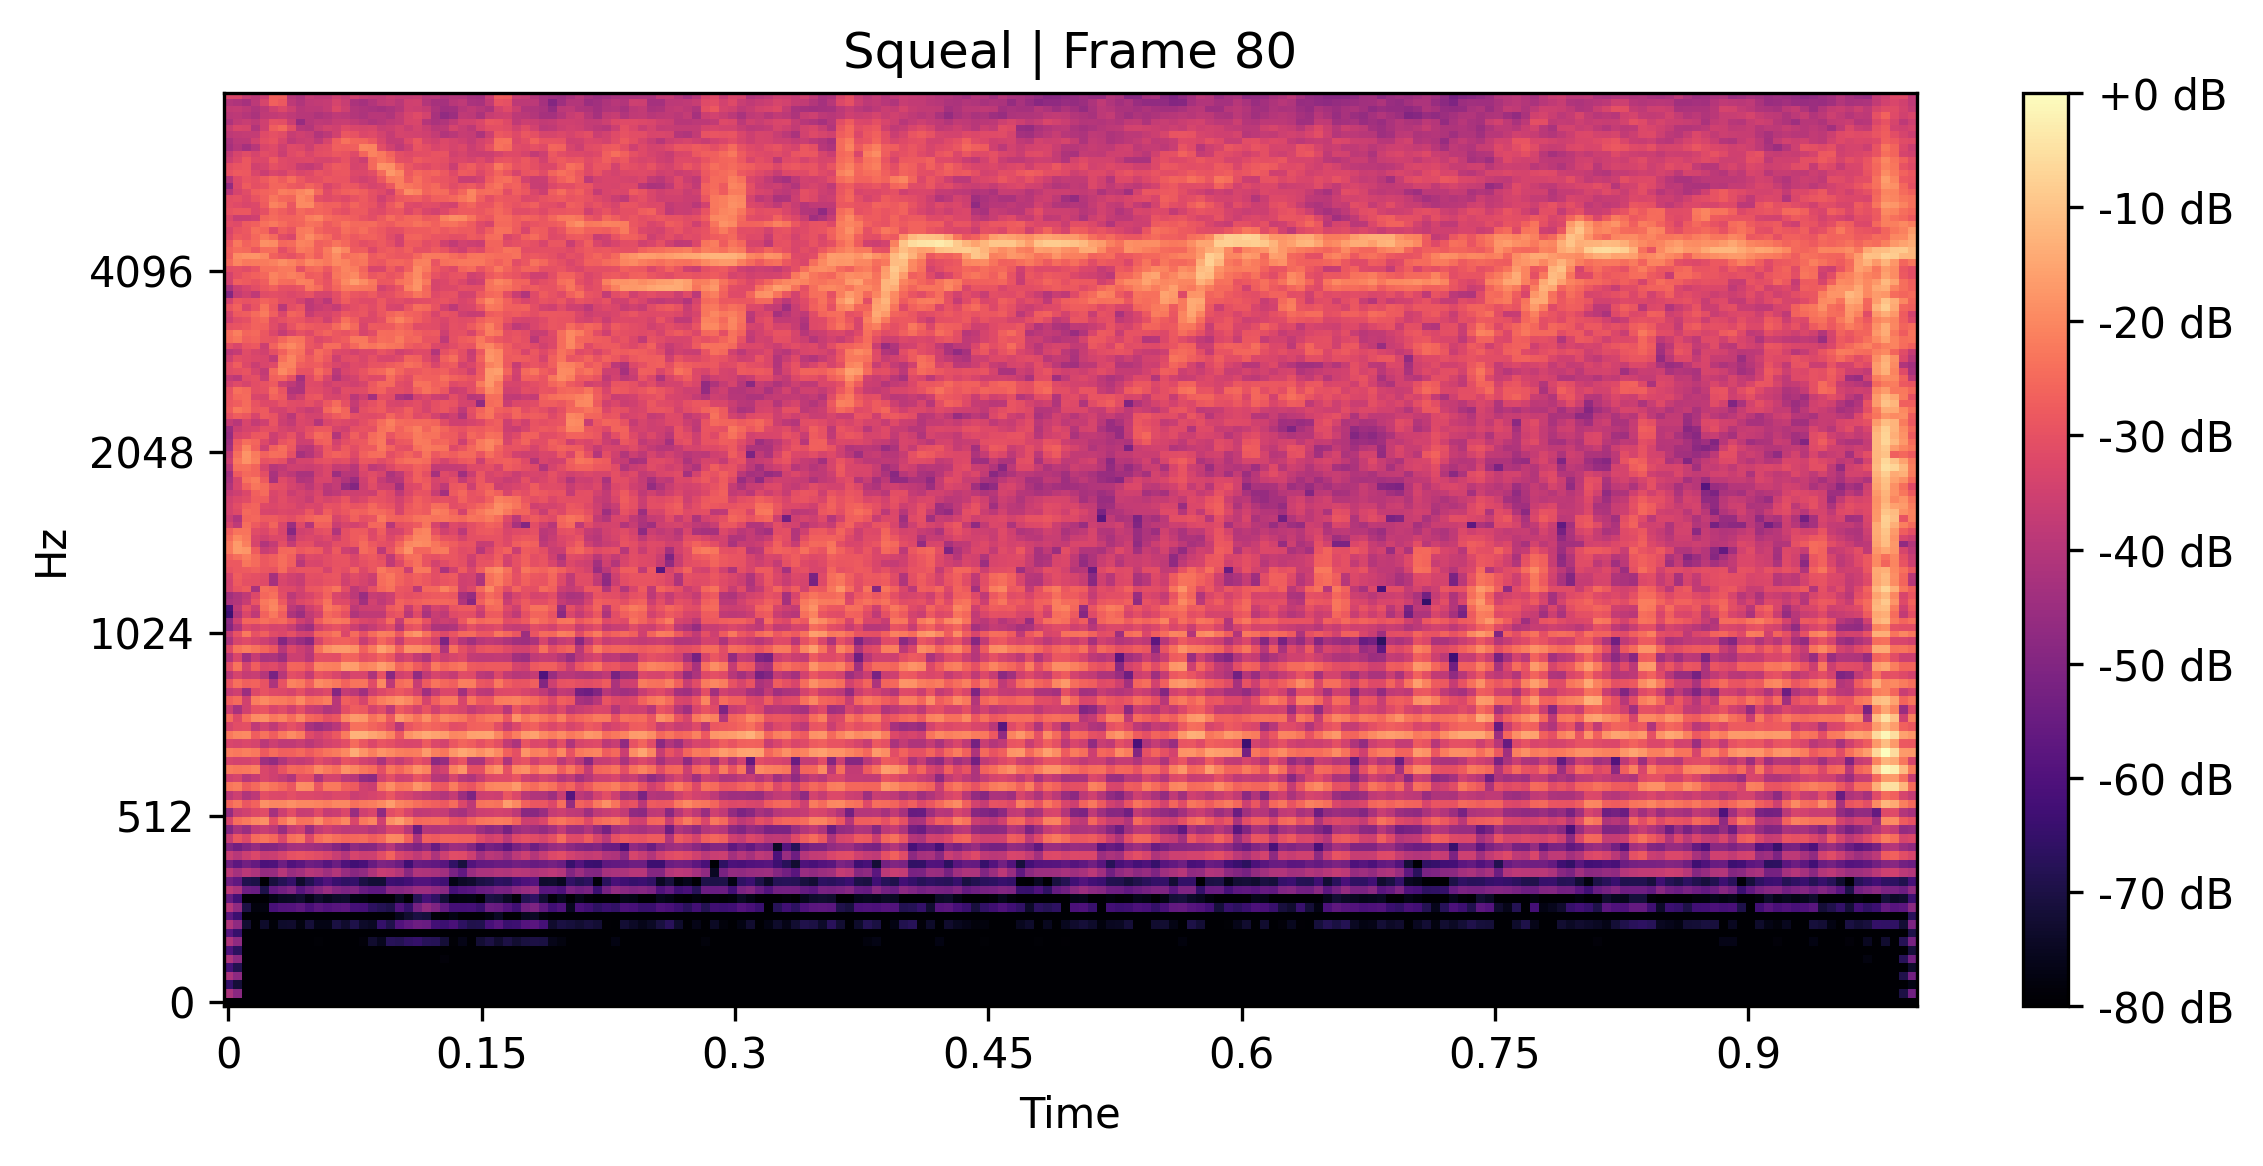 Squeal | Frame 80
Hz
4096
2048
1024
512
0
0 0.15 0.3 0.45 0.6 0.75 0.9
Time
+0 dB
-10 dB
-20 dB
-30 dB
-40 dB
-50 dB
-60 dB
-70 dB
-80 dB